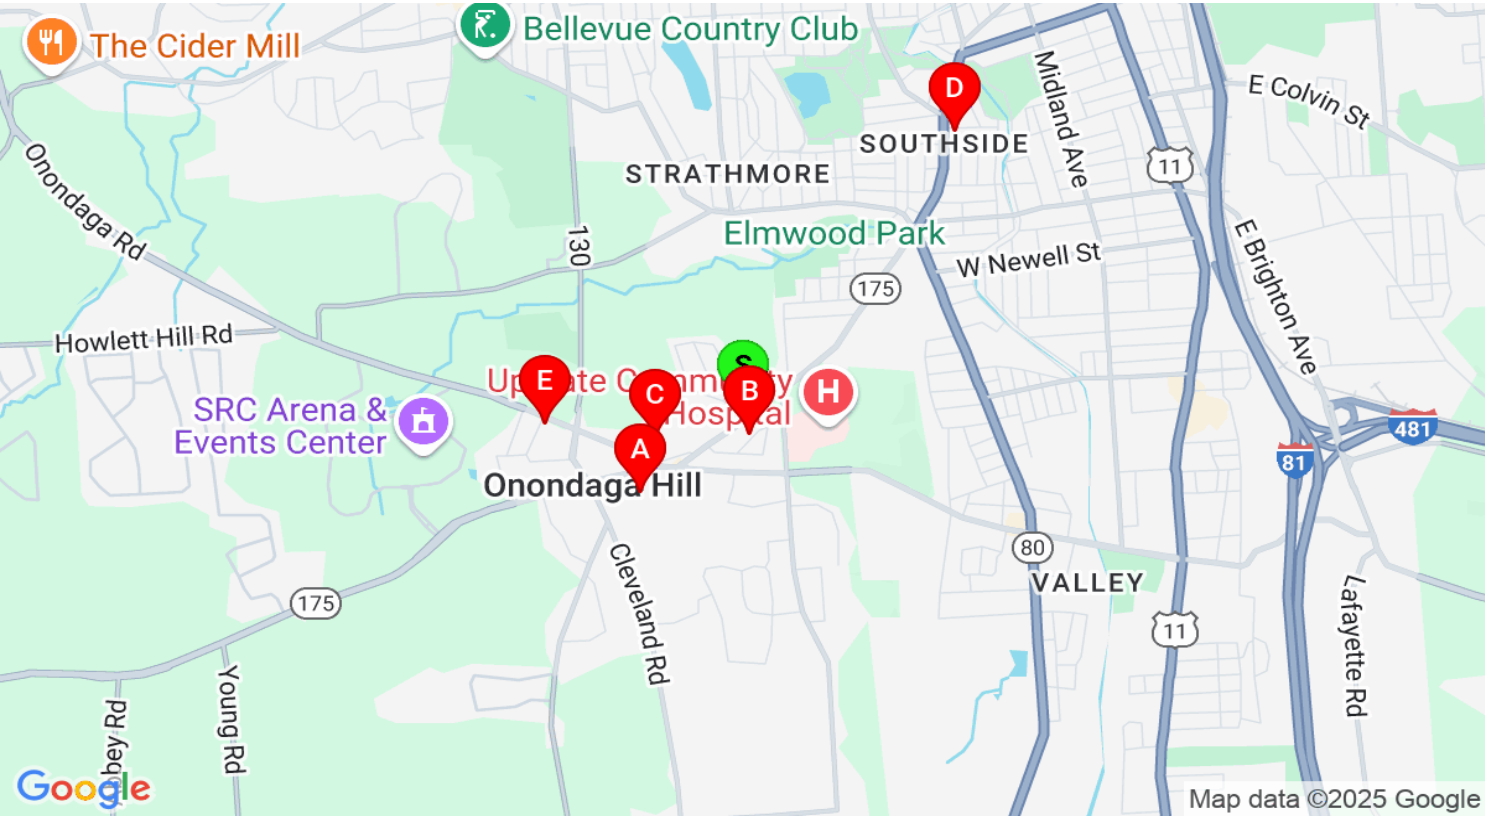 The Cider Mill
Bellevue Country Club
D
SOUTHSIDE
Midland Ave
E Colvin St
11
STRATHMORE
Onondaga Rd
130
Elmwood Park
W Newell St
E Brighton Ave
175
Howlett Hill Rd
S
E
C
B
Hospital
H
SRC Arena &
Events Center
A
Onondaga Hill
481
81
80
VALLEY
175
Cleveland Rd
11
Lafayette Rd
Young Rd
Google
Map data ©2025 Google